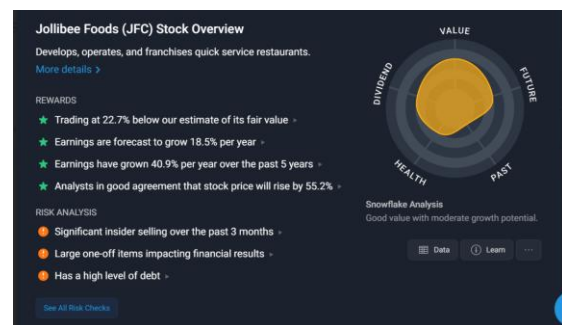 Jollibee Foods (JFC) Stock Overview
Develops, operates, and franchises quick service restaurants.
More details >
REWARDS
Trading at 22.7% below our estimate of its fair value
Earnings are forecast to grow 18.5% per year
Earnings have grown 40.9% per year over the past 5 years
Analysts in good agreement that stock price will rise by 55.2%
RISK ANALYSIS
Significant insider selling over the past 3 months
Large one-off items impacting financial results
Has a high level of debt
See All Risk Checks
VALUE
FUTURE
PAST
HEALTH
DIVIDEND
Snowflake Analysis
Good value with moderate growth potential.
Data
Learn
...